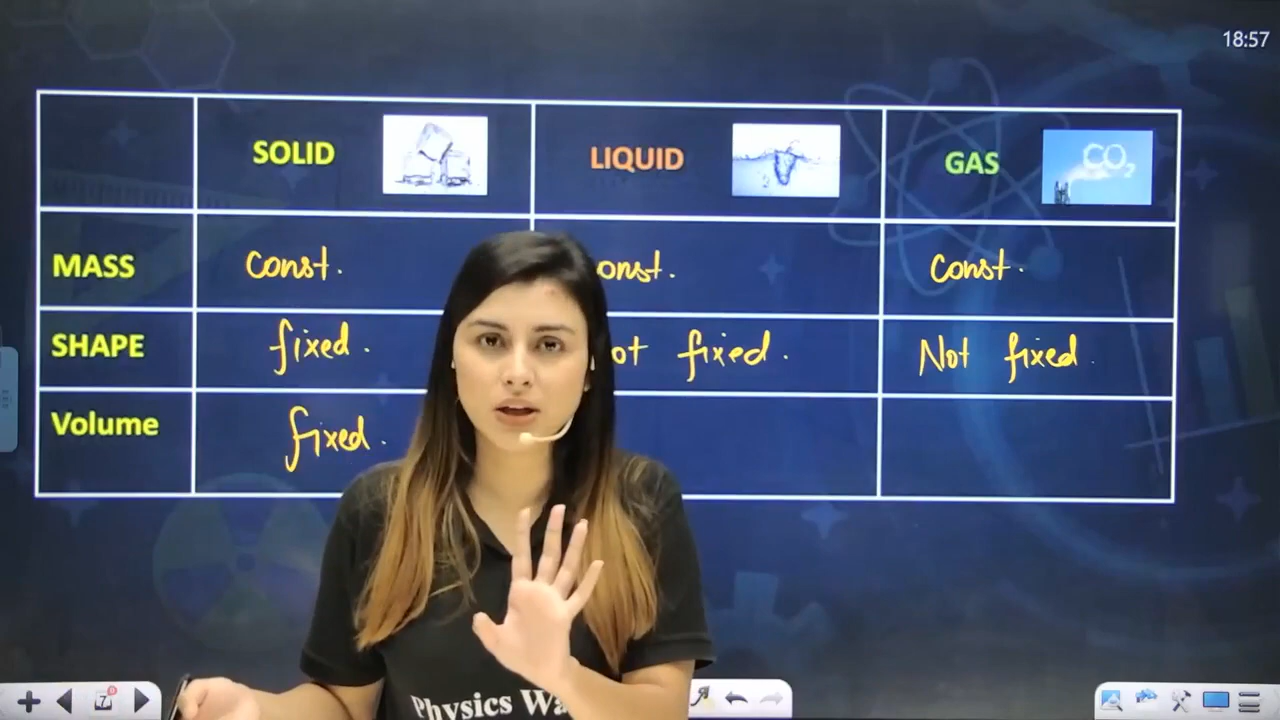 18:57
SOLID LIQUID GAS CO₂
MASS const. onst. const.
SHAPE fixed. ot fixed. Not fixed.
Volume fixed.
Physics Wa